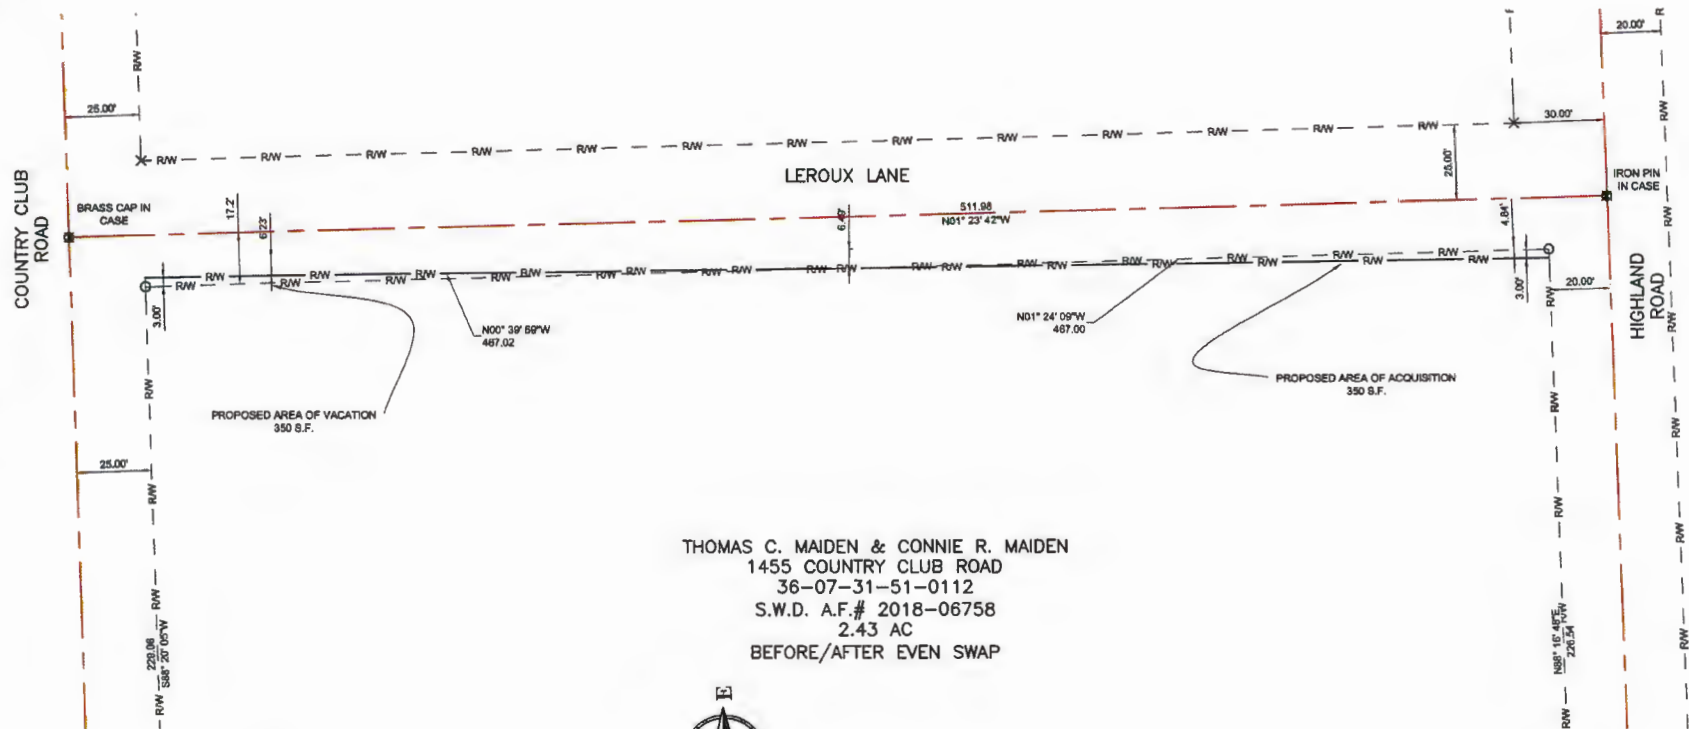 20.00'
R/W
25.00'
30.00'
R/W R/W R/W R/W R/W R/W R/W R/W R/W R/W R/W R/W R/W
LEROUX LANE
25.00'
COUNTRY CLUB
ROAD
BRASS CAP IN
CASE
17.2'
6.23'
6.49'
511.98
N01° 23' 42"W
4.84'
IRON PIN
IN CASE
R/W R/W R/W R/W R/W R/W R/W R/W R/W R/W R/W R/W
3.00'
N00° 39' 59"W
467.02
N01° 24' 09"W
467.00
3.00'
20.00'
HIGHLAND
ROAD
PROPOSED AREA OF VACATION
350 S.F.
PROPOSED AREA OF ACQUISITION
350 S.F.
25.00'
THOMAS C. MAIDEN & CONNIE R. MAIDEN
1455 COUNTRY CLUB ROAD
36-07-31-51-0112
S.W.D. A.F.# 2018-06758
2.43 AC
BEFORE/AFTER EVEN SWAP
S88° 20' 05"W
N88° 16' 48"E
226.54
E